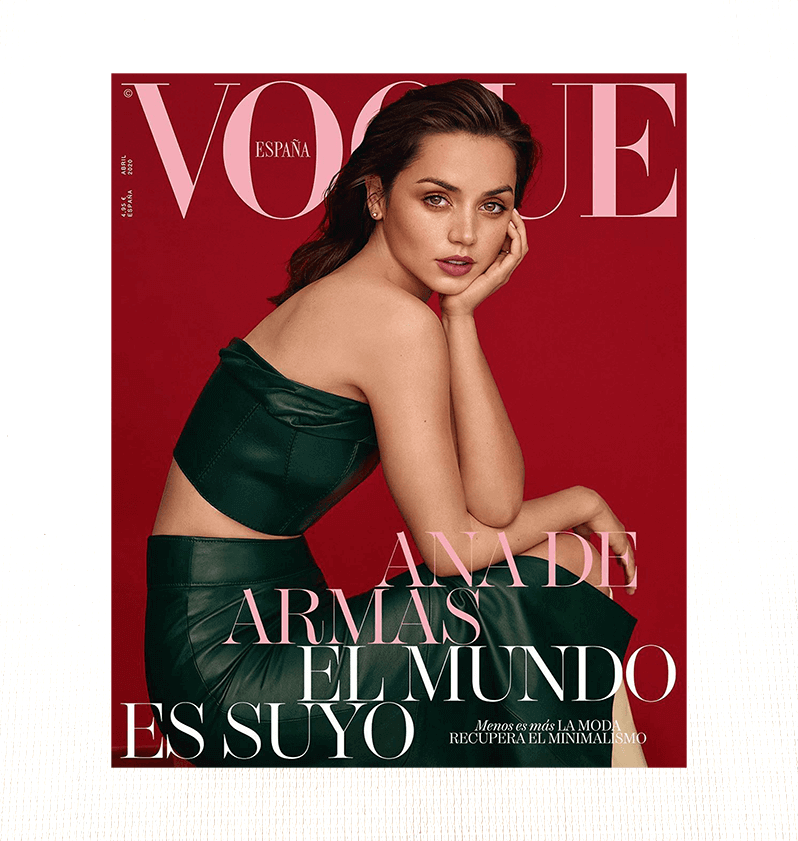 ©
VOGUE
ESPAÑA
ABRIL
2020
4,95 €
ESPAÑA
ANA DE
ARMAS
EL MUNDO
ES SUYO
Menos es más LA MODA
RECUPERA EL MINIMALISMO